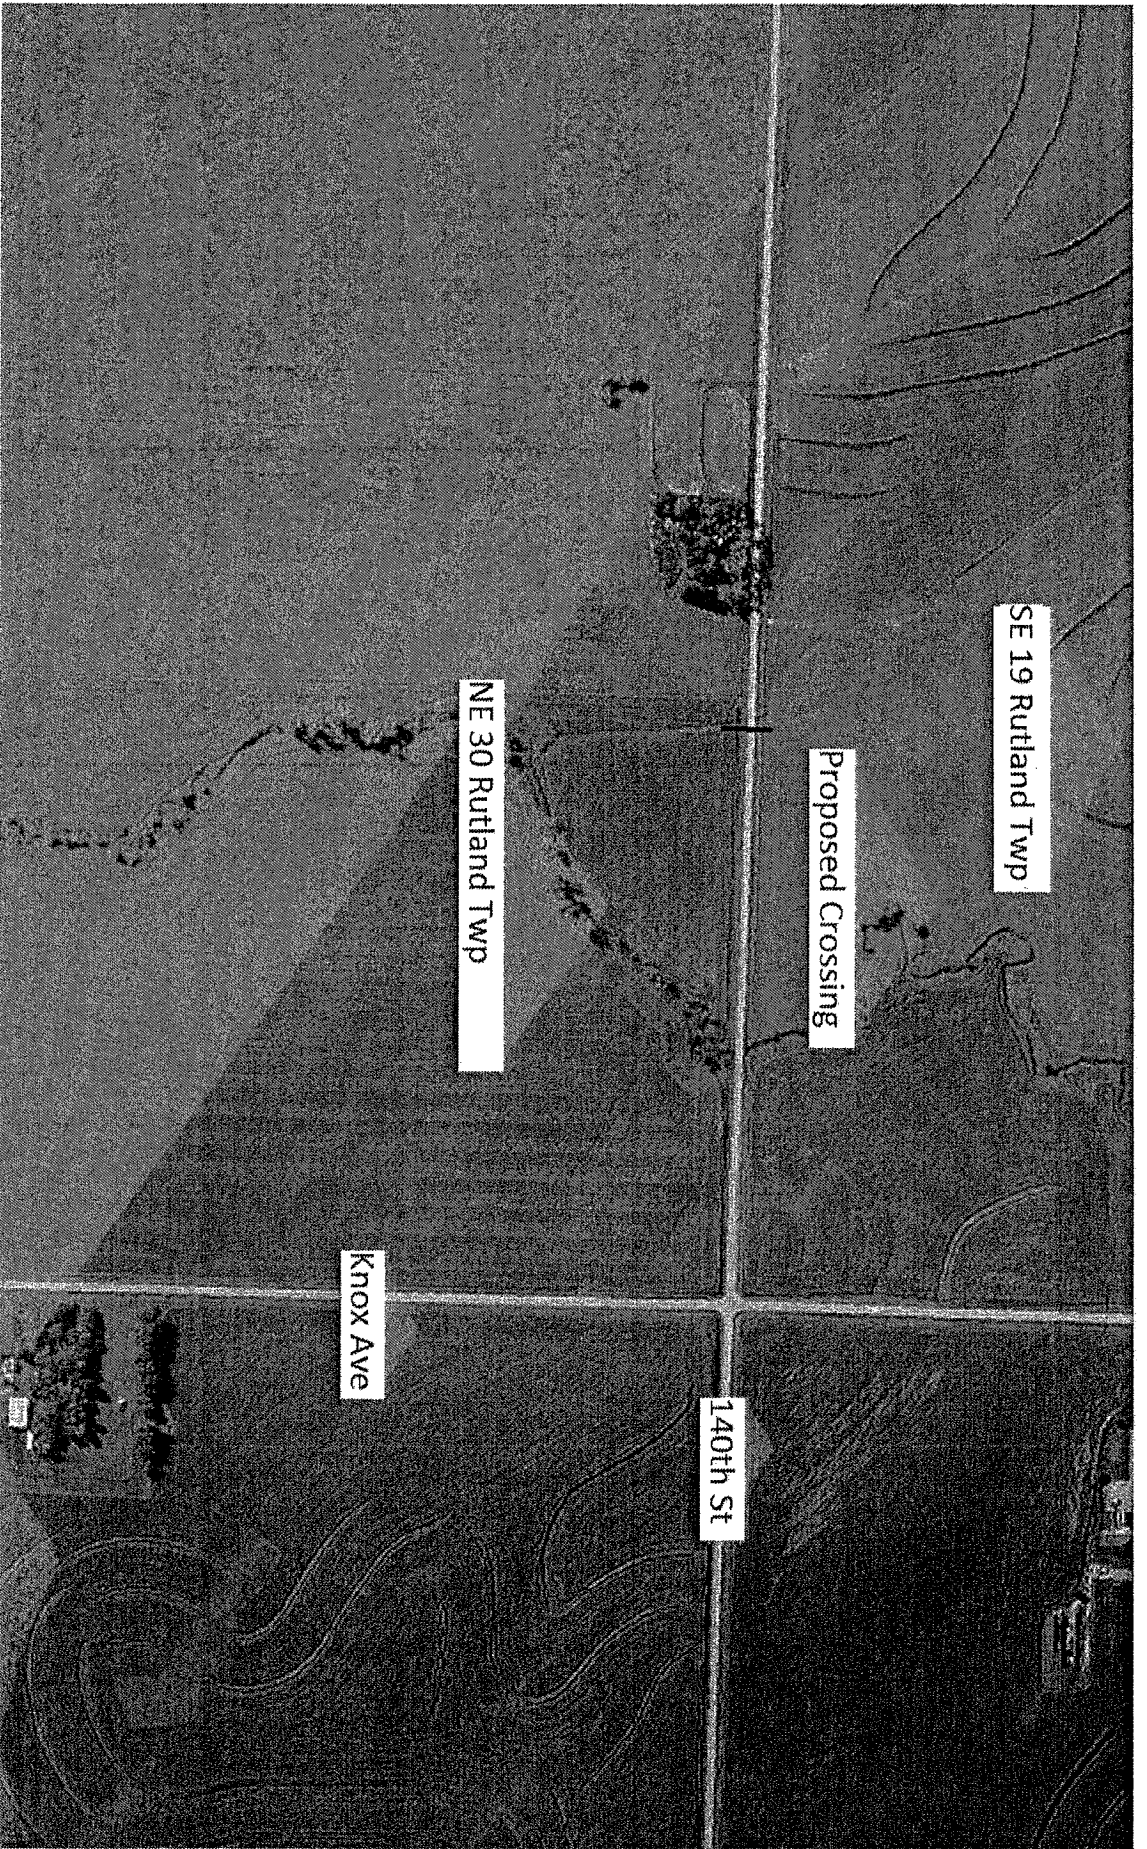 SE 19 Rutland Twp
Proposed Crossing
140th St
NE 30 Rutland Twp
Knox Ave